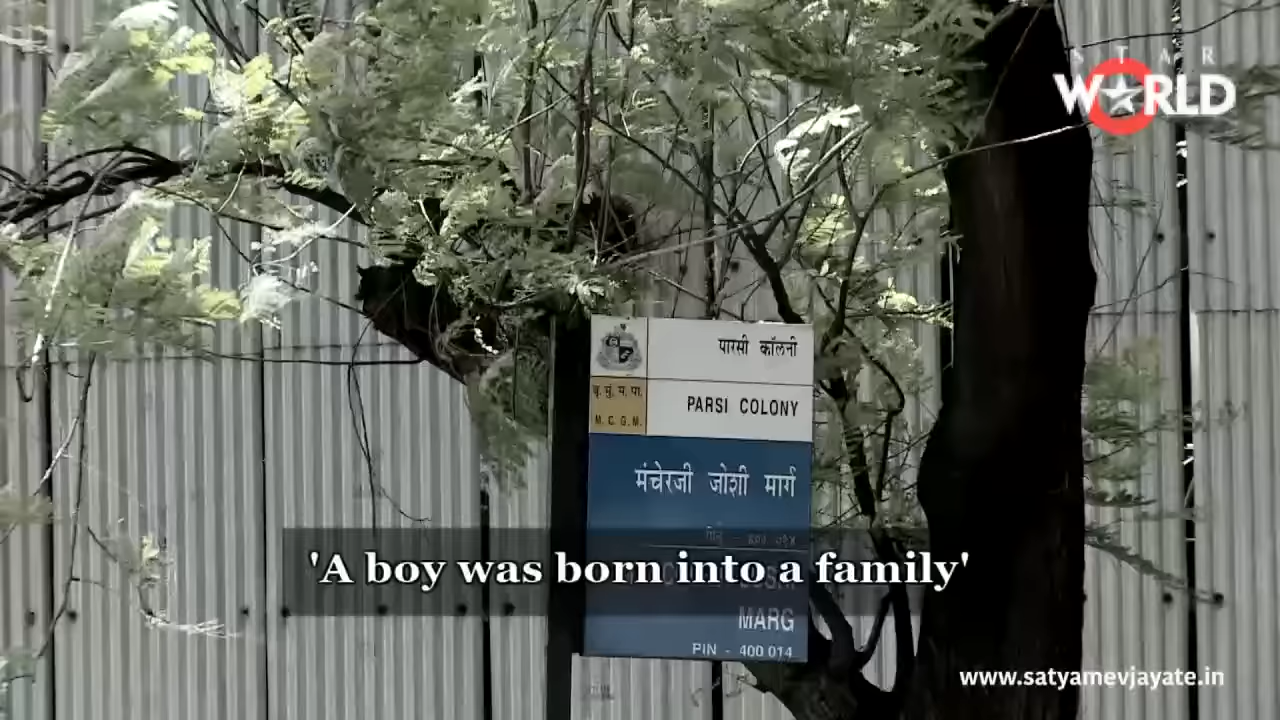 STAR
WORLD
पारसी कॉलनी
बृ. मुं. म. पा.
M. C. G. M.
PARSI COLONY
मंचेरजी जोशी मार्ग
'A boy was born into a family'
MARG
PIN - 400 014
www.satyamevjayate.in